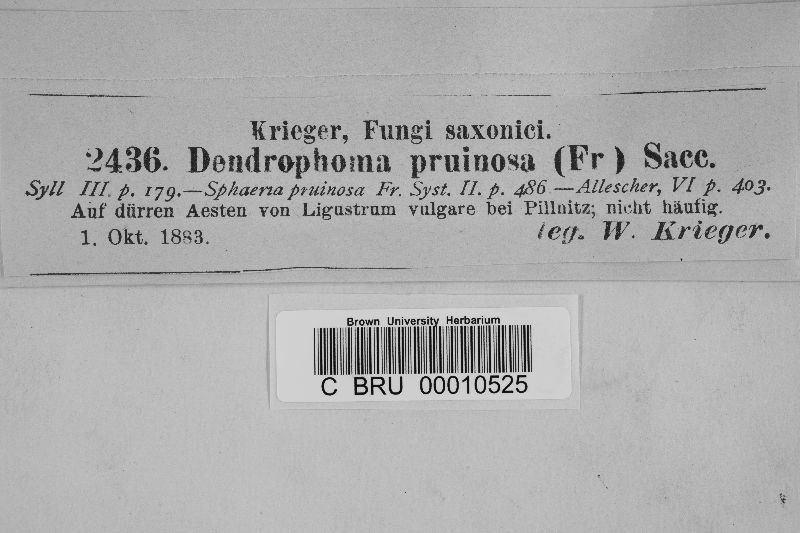 Krieger, Fungi saxonici.
2436. Dendrophoma pruinosa (Fr) Sacc.
Syll III. p. 179.—Sphaeria pruinosa Fr. Syst. II. p. 486—Allescher, VI p. 403.
Auf dürren Aesten von Ligustrum vulgare bei Pillnitz; nicht häufig.
1. Okt. 1883. leg. W. Krieger.
Brown University Herbarium
C BRU 00010525